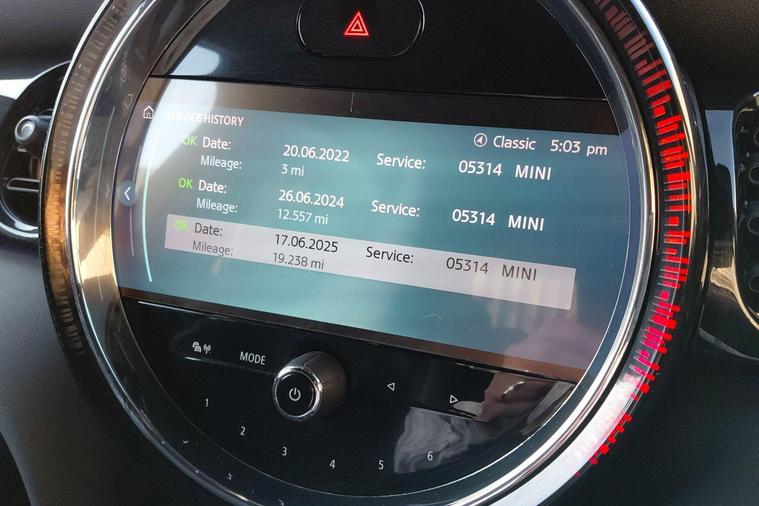 SERVICE HISTORY
Classic 5:03 pm
OK Date: 20.06.2022 Service: 05314 MINI
Mileage: 3 mi
OK Date: 26.06.2024 Service: 05314 MINI
Mileage: 12.557 mi
OK Date: 17.06.2025 Service: 05314 MINI
Mileage: 19.238 mi
MODE
1 2 3 4 5 6